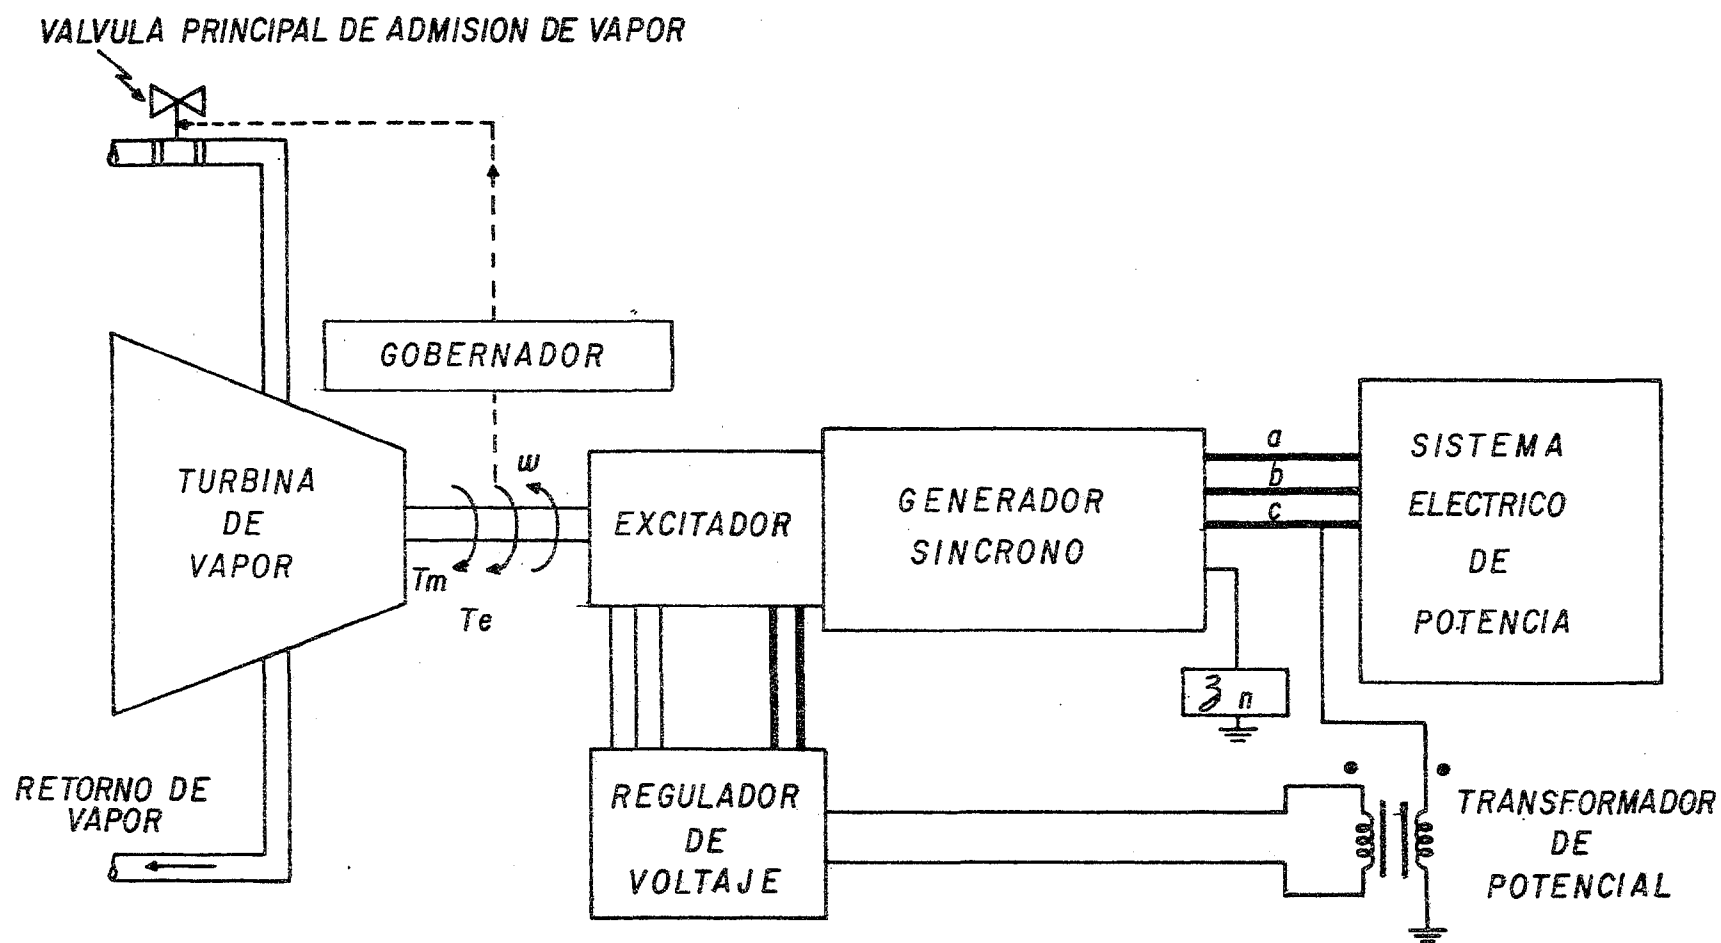 VALVULA PRINCIPAL DE ADMISION DE VAPOR
GOBERNADOR
TURBINA
DE
VAPOR
Tm
Te
w
EXCITADOR
GENERADOR
SINCRONO
a
b
c
SISTEMA
ELECTRICO
DE
POTENCIA
Z n
RETORNO DE
VAPOR
REGULADOR
DE
VOLTAJE
TRANSFORMADOR
DE
POTENCIAL